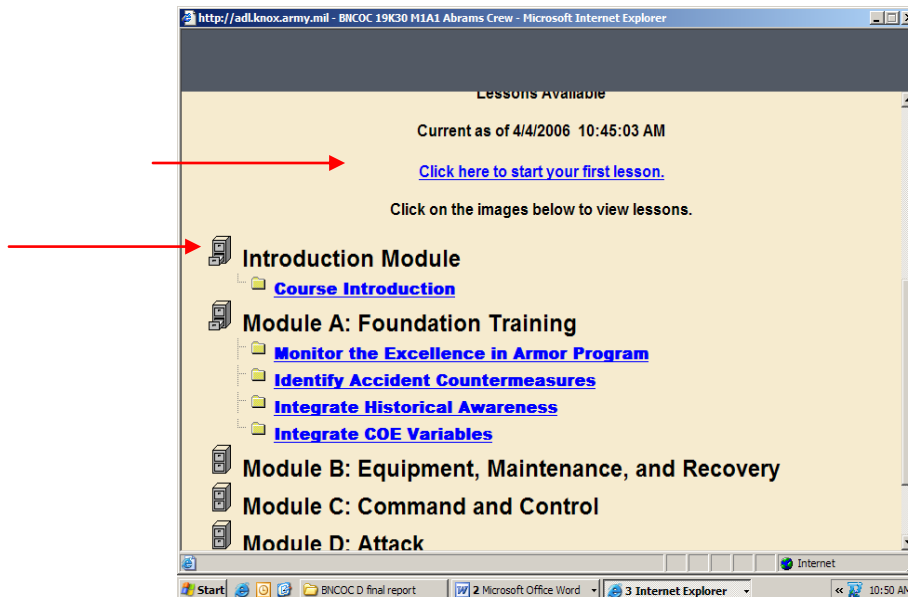 http://adl.knox.army.mil - BNCOC 19K30 M1A1 Abrams Crew - Microsoft Internet Explorer
Lessons Available
Current as of 4/4/2006 10:45:03 AM
Click here to start your first lesson.
Click on the images below to view lessons.
Introduction Module
Course Introduction
Module A: Foundation Training
Monitor the Excellence in Armor Program
Identify Accident Countermeasures
Integrate Historical Awareness
Integrate COE Variables
Module B: Equipment, Maintenance, and Recovery
Module C: Command and Control
Module D: Attack
Internet
Start BNCOC D final report 2 Microsoft Office Word 3 Internet Explorer « 10:50 AM